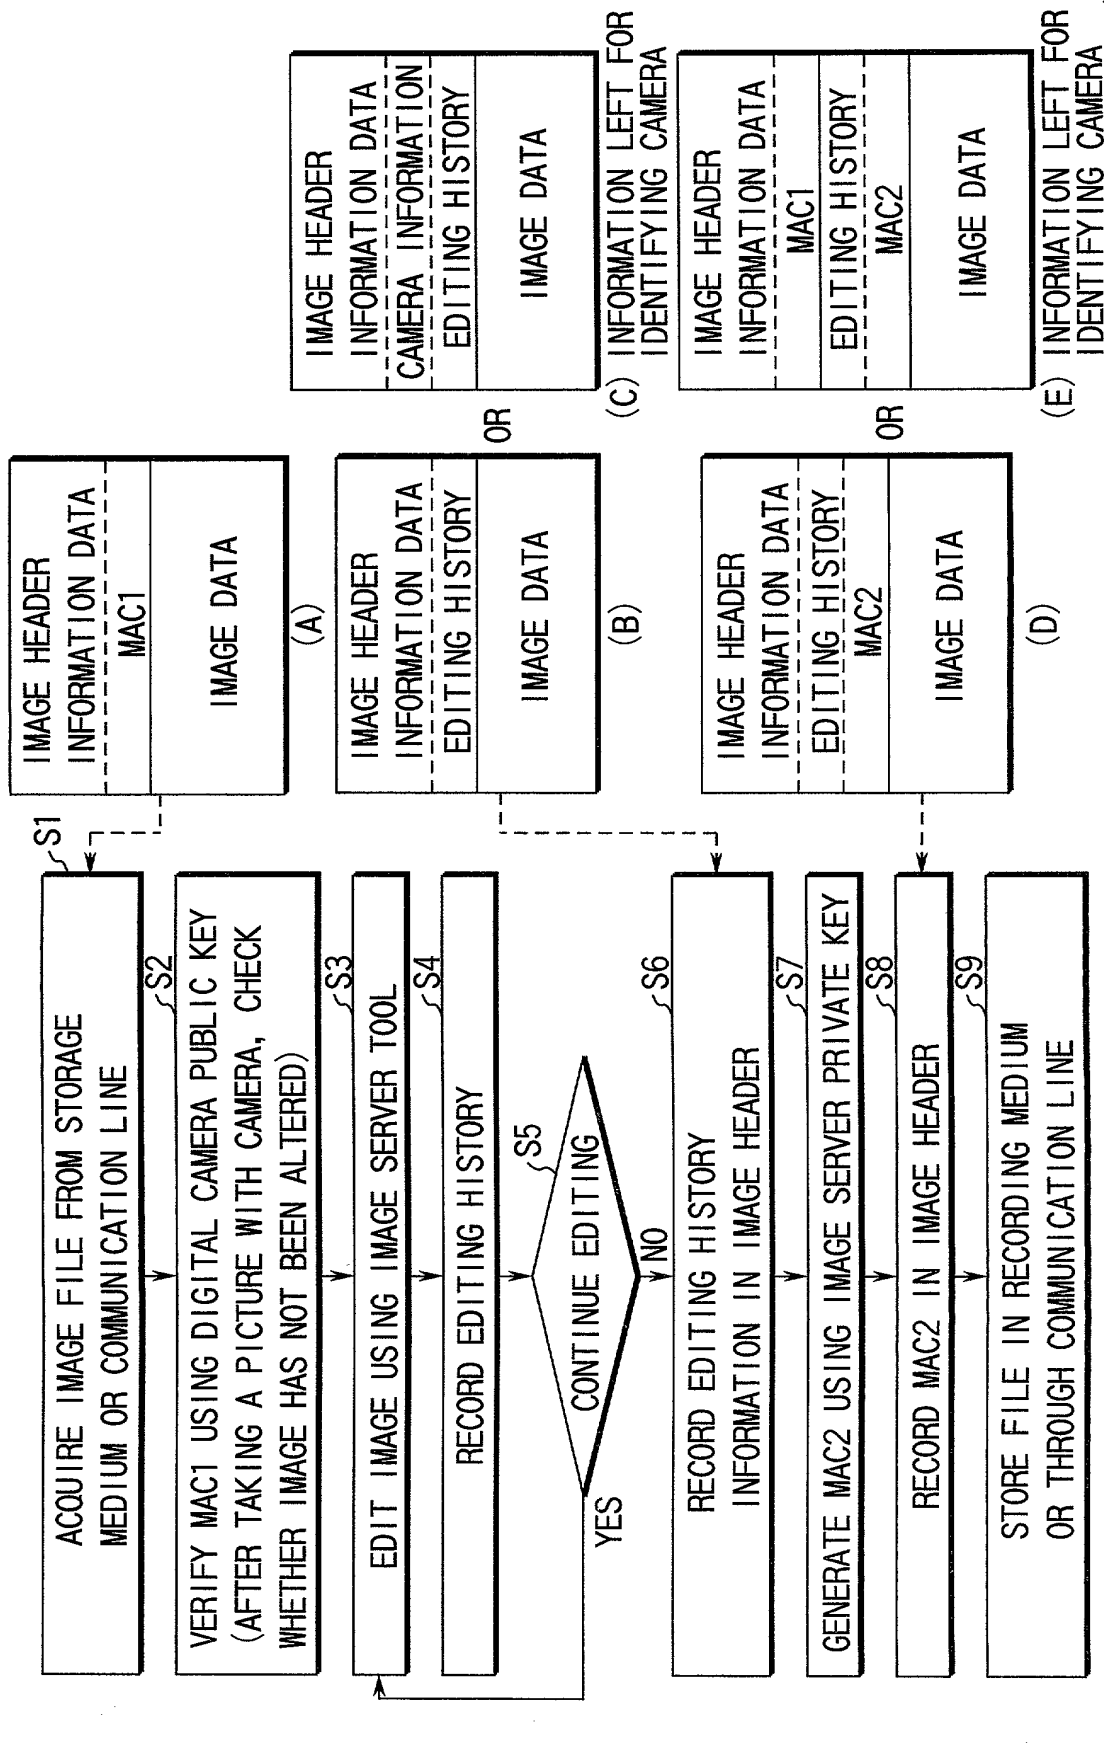 S1
ACQUIRE IMAGE FILE FROM STORAGE
MEDIUM OR COMMUNICATION LINE
S2
VERIFY MAC1 USING DIGITAL CAMERA PUBLIC KEY
(AFTER TAKING A PICTURE WITH CAMERA, CHECK
WHETHER IMAGE HAS NOT BEEN ALTERED)
S3
EDIT IMAGE USING IMAGE SERVER TOOL
S4
RECORD EDITING HISTORY
S5
CONTINUE EDITING
YES
NO
S6
RECORD EDITING HISTORY
INFORMATION IN IMAGE HEADER
S7
GENERATE MAC2 USING IMAGE SERVER PRIVATE KEY
S8
RECORD MAC2 IN IMAGE HEADER
S9
STORE FILE IN RECORDING MEDIUM
OR THROUGH COMMUNICATION LINE
IMAGE HEADER
INFORMATION DATA
MAC1
IMAGE DATA
(A)
IMAGE HEADER
INFORMATION DATA
EDITING HISTORY
IMAGE DATA
(B)
OR
IMAGE HEADER
INFORMATION DATA
CAMERA INFORMATION
EDITING HISTORY
IMAGE DATA
(C) INFORMATION LEFT FOR
IDENTIFYING CAMERA
IMAGE HEADER
INFORMATION DATA
EDITING HISTORY
MAC2
IMAGE DATA
(D)
OR
IMAGE HEADER
INFORMATION DATA
MAC1
EDITING HISTORY
MAC2
IMAGE DATA
(E) INFORMATION LEFT FOR
IDENTIFYING CAMERA